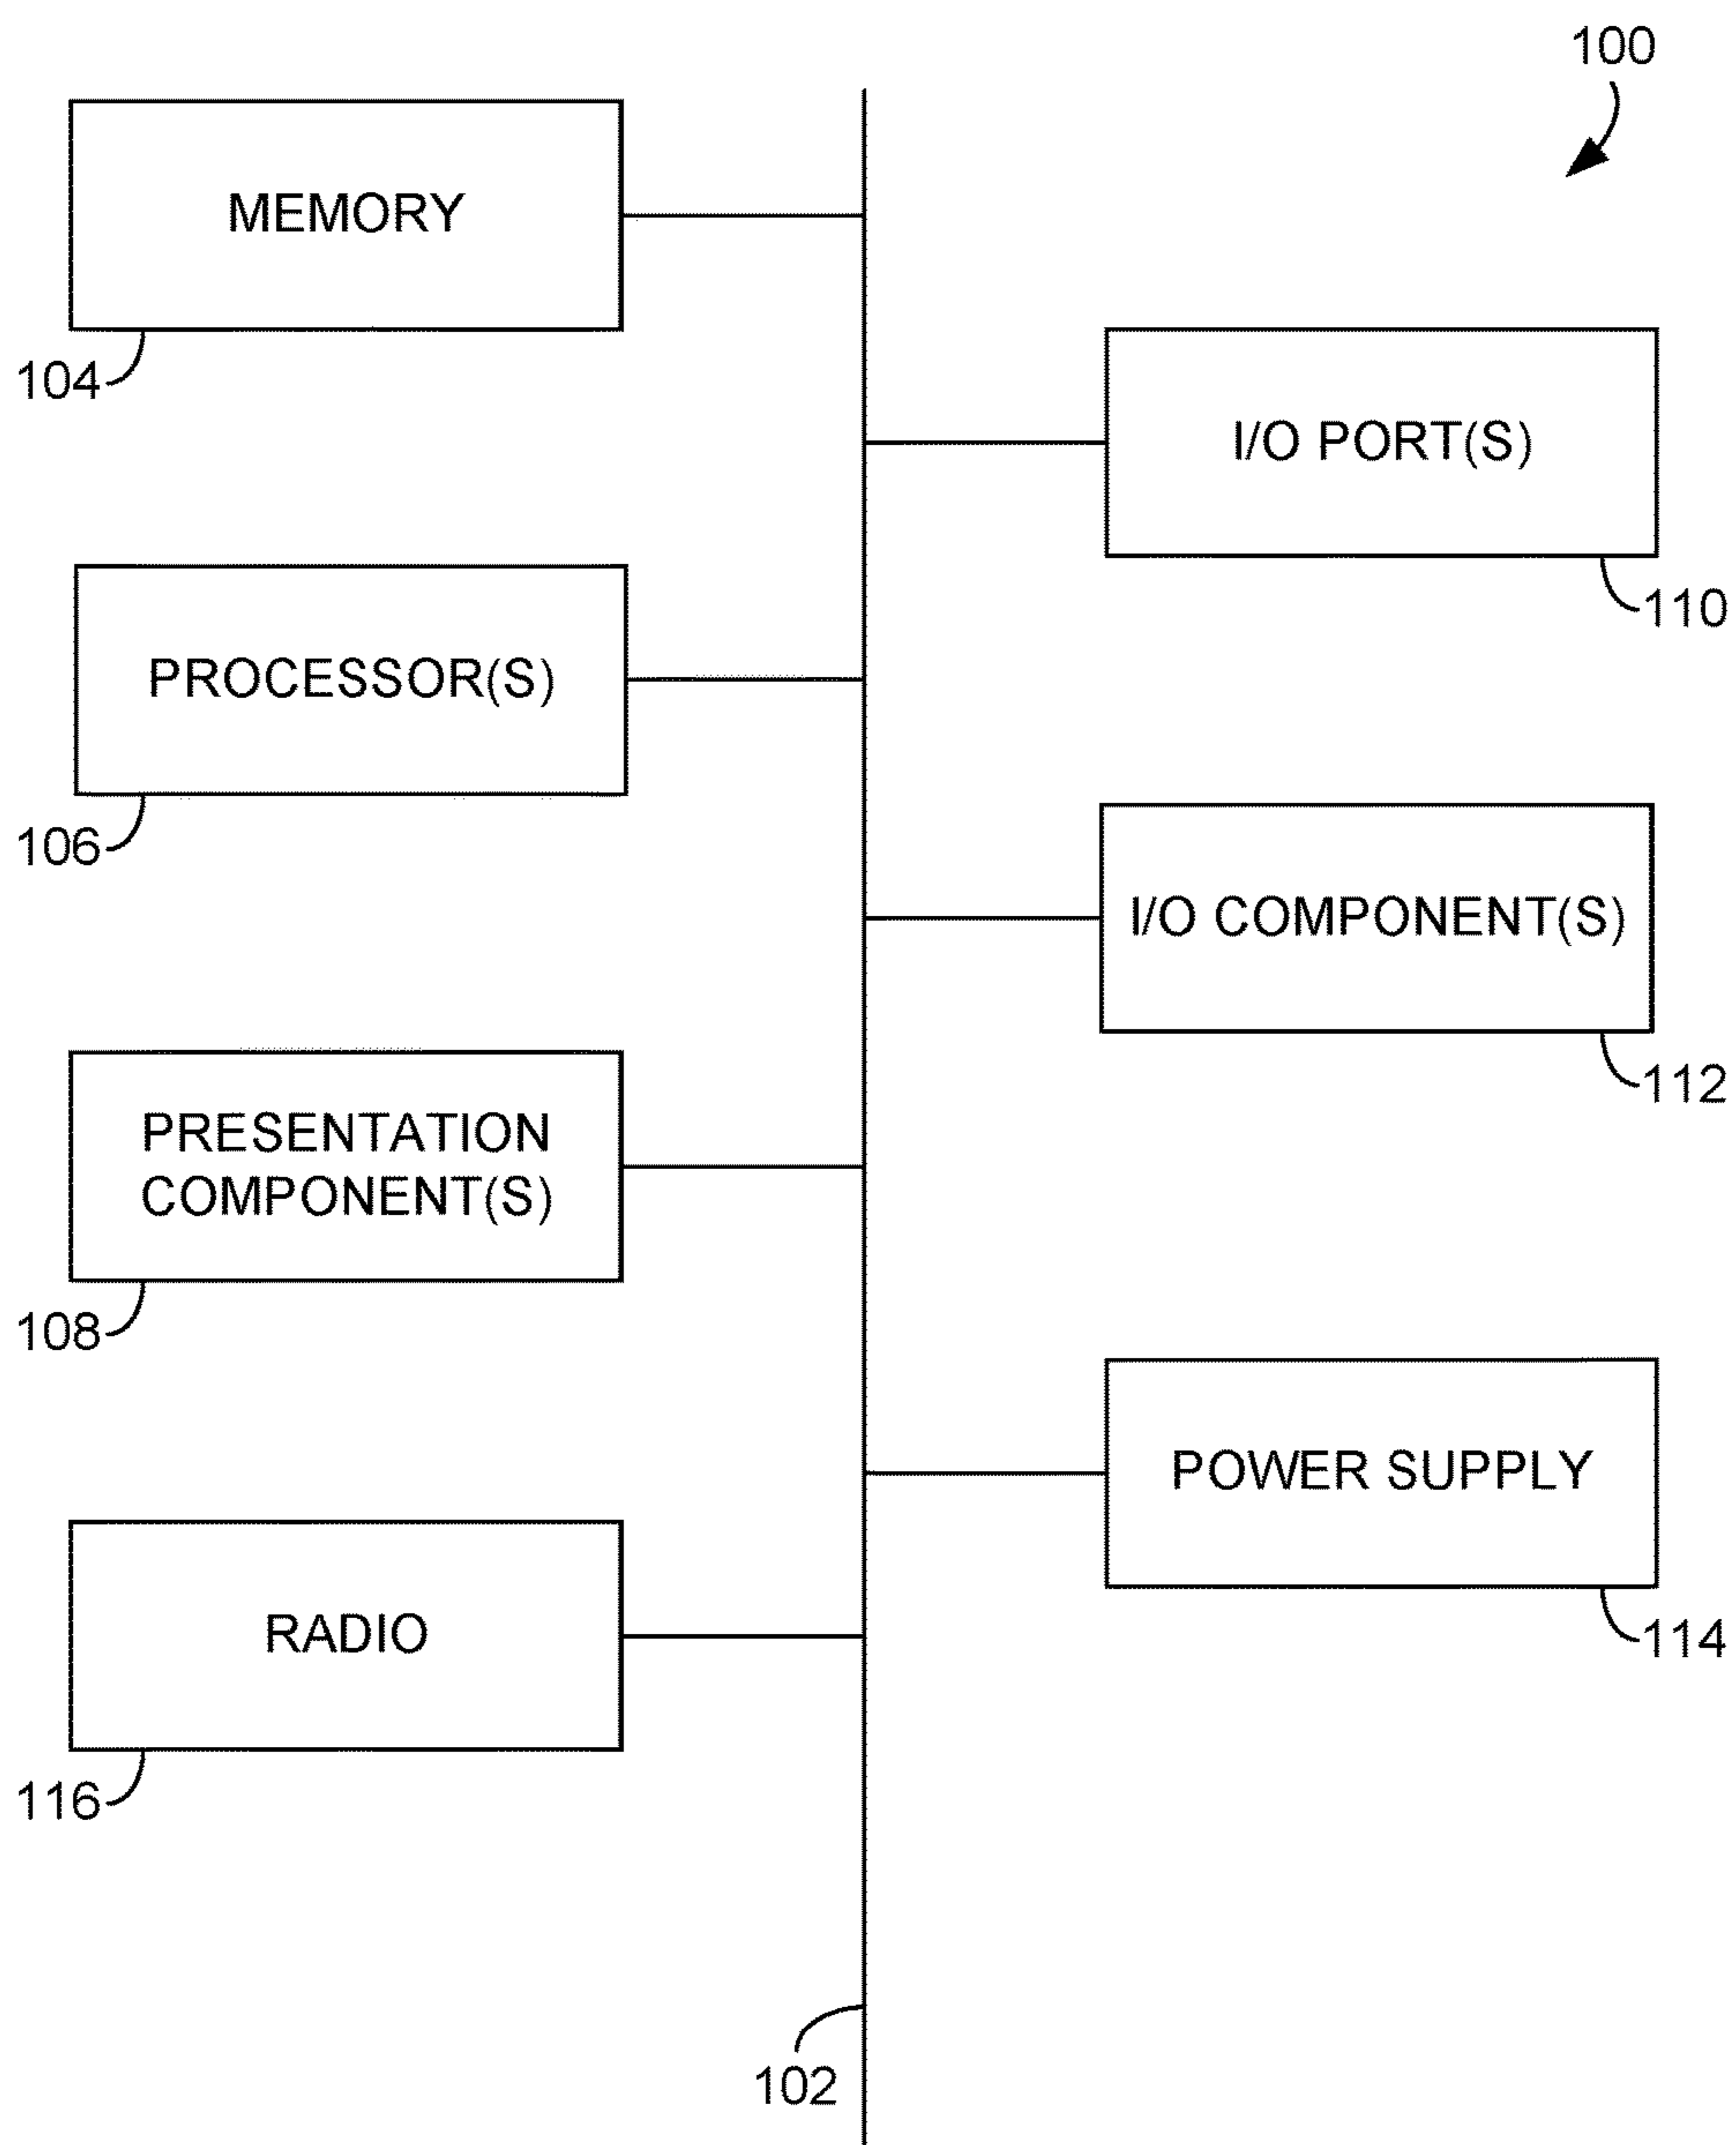 100
MEMORY
104
I/O PORT(S)
110
PROCESSOR(S)
106
I/O COMPONENT(S)
112
PRESENTATION
COMPONENT(S)
108
POWER SUPPLY
114
RADIO
116
102